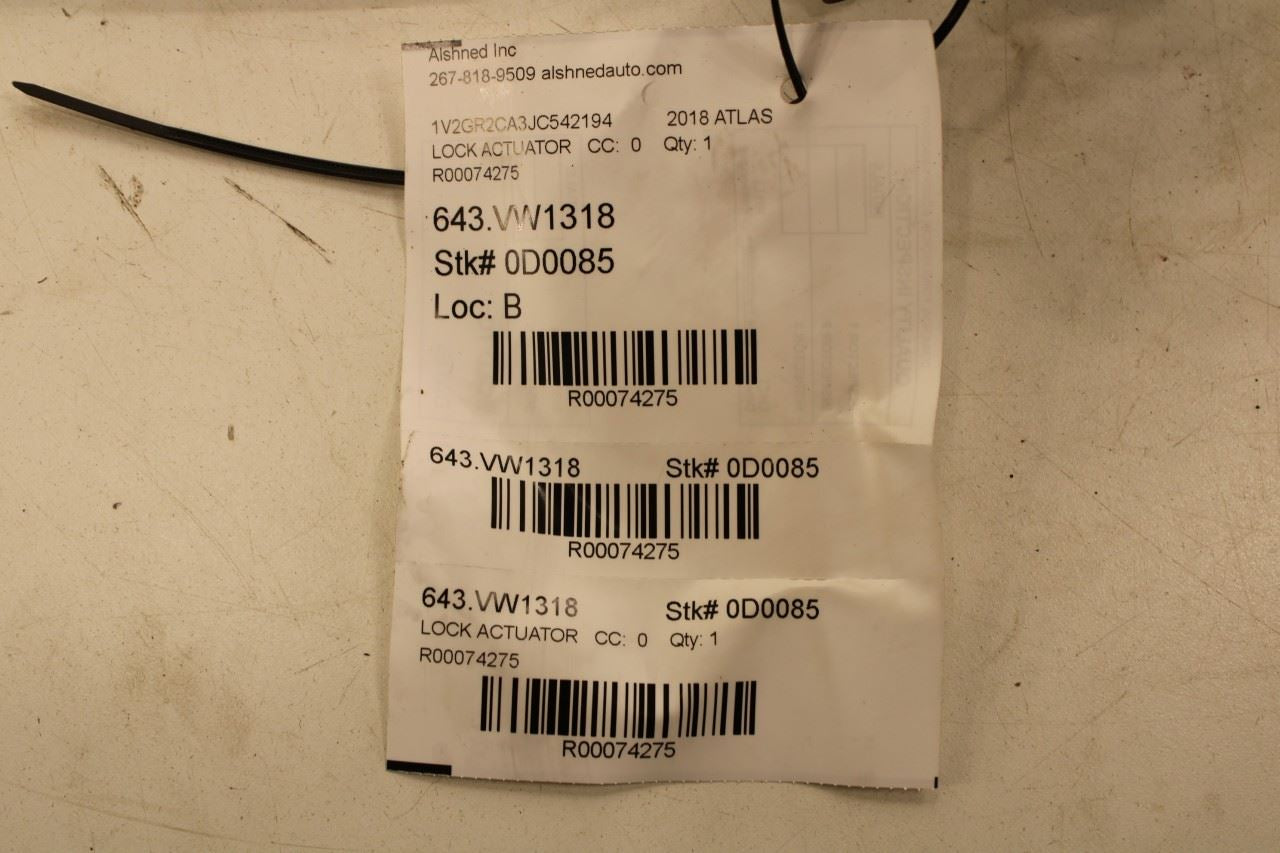 Alshned Inc
267-818-9509 alshnedauto.com
1V2GR2CA3JC542194 2018 ATLAS
LOCK ACTUATOR CC: 0 Qty: 1
R00074275
643.VW1318
Stk# 0D0085
Loc: B
R00074275
643.VW1318 Stk# 0D0085
R00074275
643.VW1318 Stk# 0D0085
LOCK ACTUATOR CC: 0 Qty: 1
R00074275
R00074275